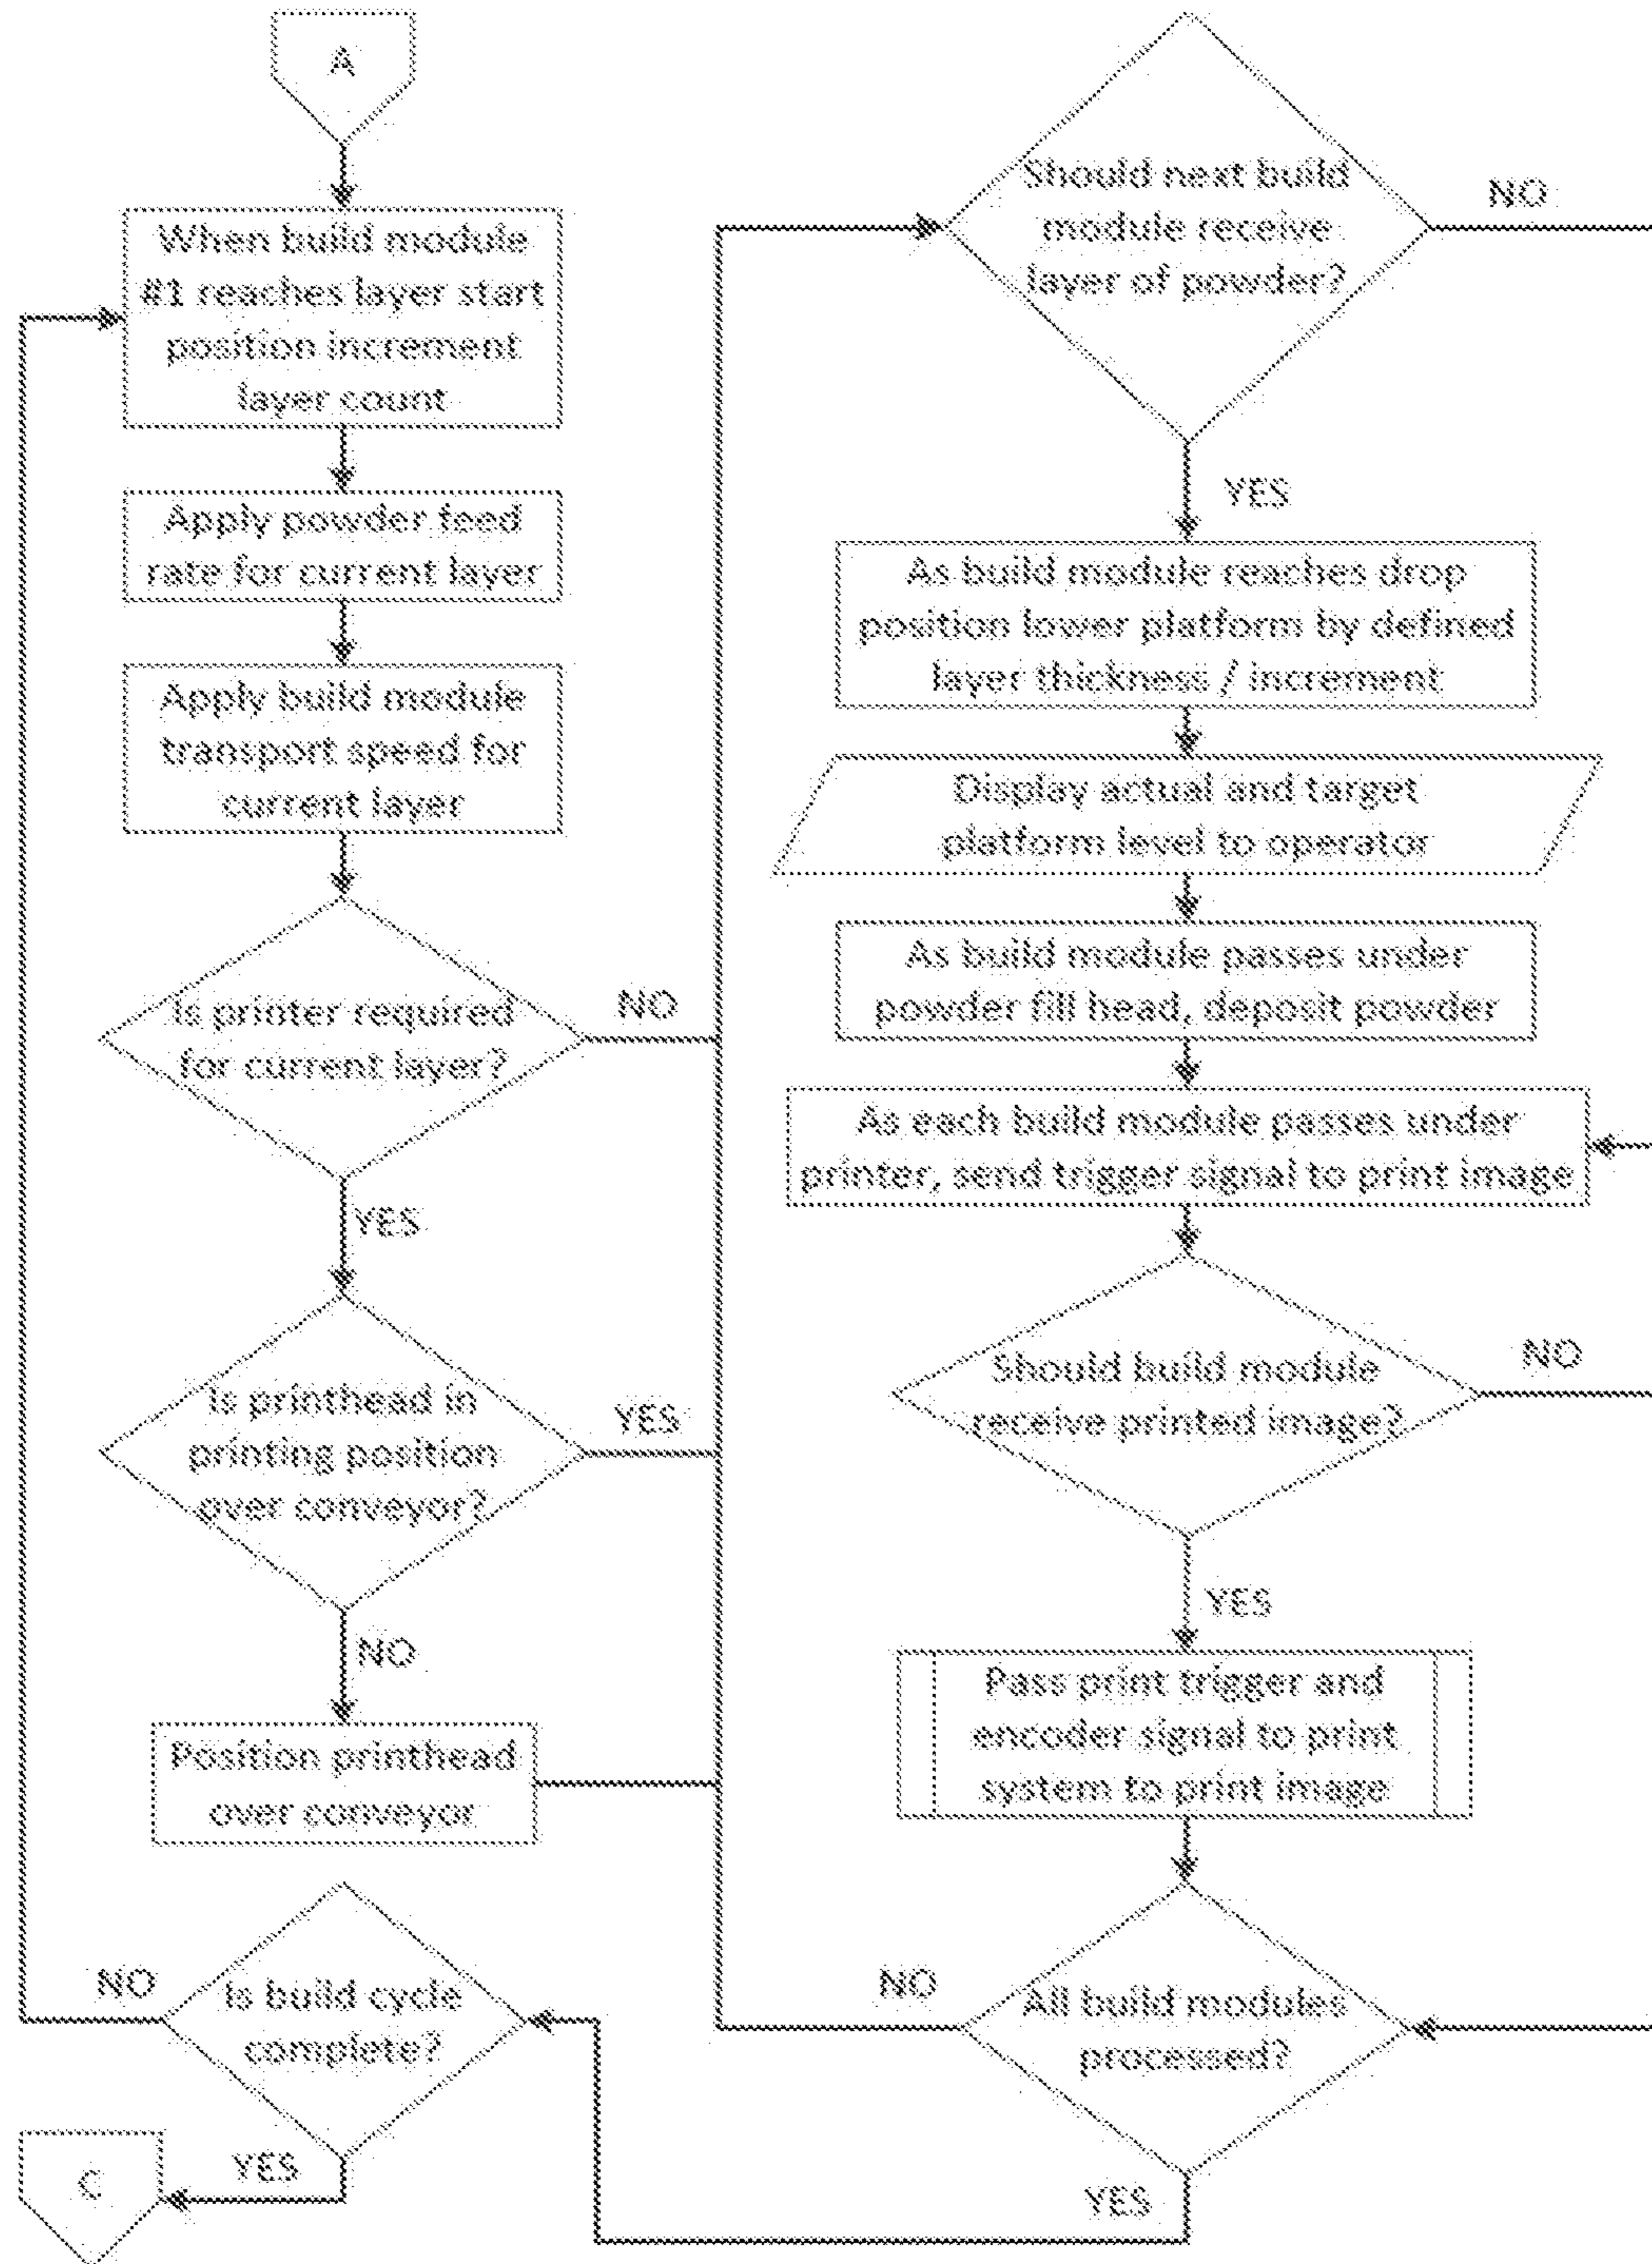 A
When build module
#1 reaches layer start
position increment
layer count
Apply powder feed
rate for current layer
Apply build module
transport speed for
current layer
Is printer required
for current layer?
NO
YES
Is printhead in
printing position
over conveyor?
YES
NO
Position printhead
over conveyor
Is build cycle
complete?
NO
YES
C
Should next build
module receive
layer of powder?
NO
YES
As build module reaches drop
position lower platform by defined
layer thickness / increment
Display actual and target
platform level to operator
As build module passes under
powder fill head, deposit powder
As each build module passes under
printer, send trigger signal to print image
Should build module
receive printed image?
NO
YES
Pass print trigger and
encoder signal to print
system to print image
All build modules
processed?
NO
YES